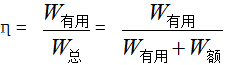 η = W有用/W总 = W有用/(W有用 + W额)